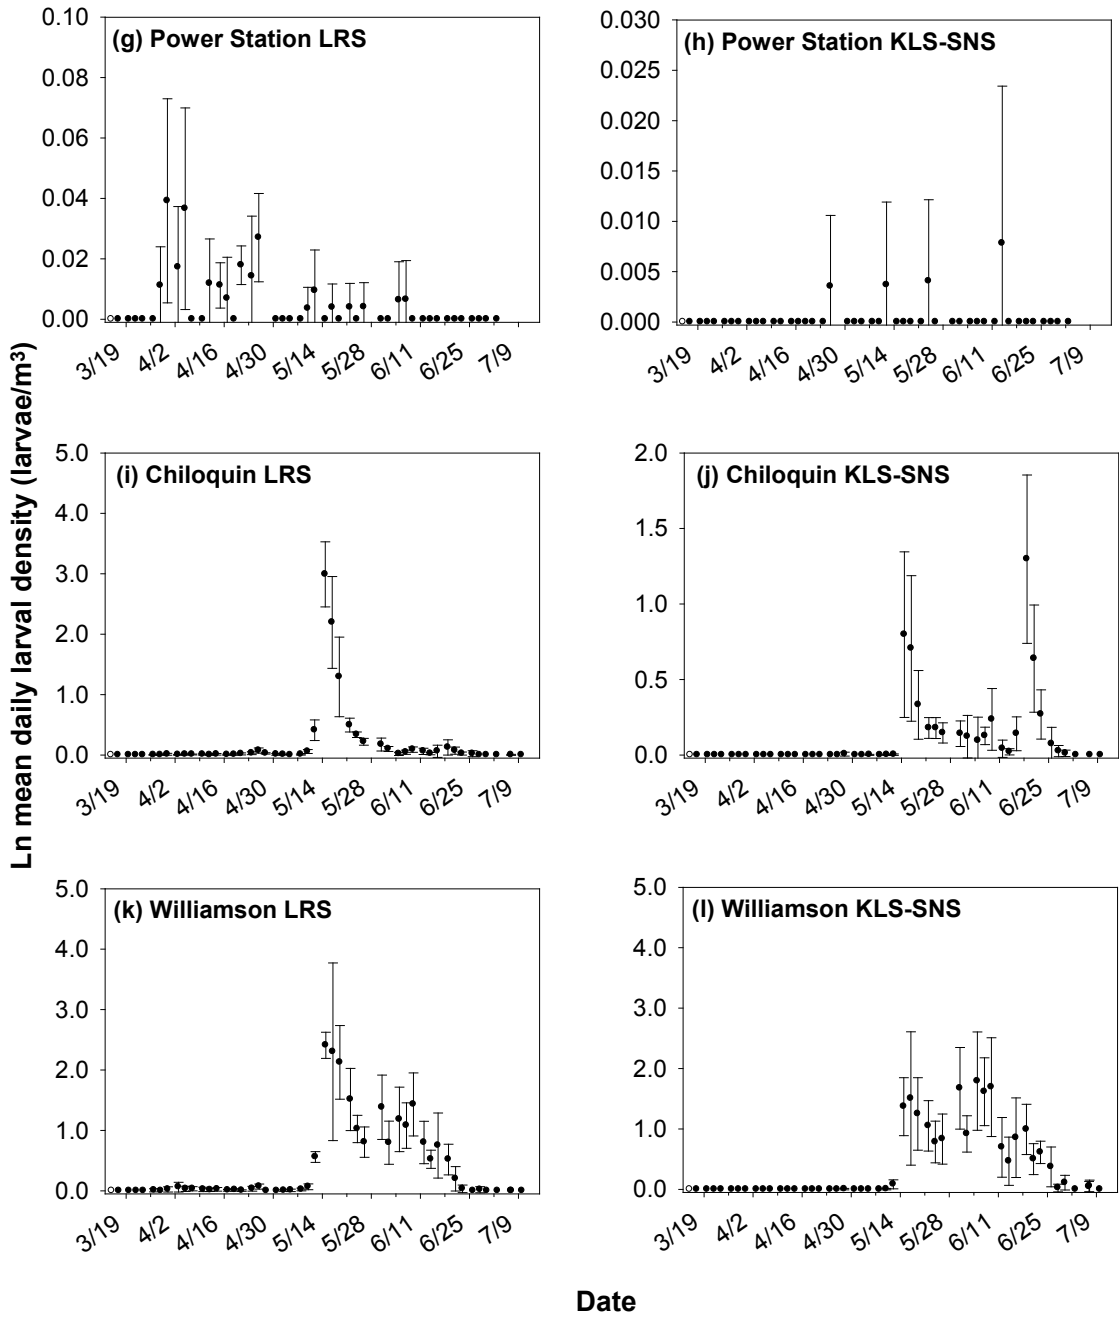 (g) Power Station LRS
0.10
0.08
0.06
0.04
0.02
0.00
3/19 4/2 4/16 4/30 5/14 5/28 6/11 6/25 7/9
(h) Power Station KLS-SNS
0.030
0.025
0.020
0.015
0.010
0.005
0.000
3/19 4/2 4/16 4/30 5/14 5/28 6/11 6/25 7/9
Ln mean daily larval density (larvae/m³)
(i) Chiloquin LRS
5.0
4.0
3.0
2.0
1.0
0.0
3/19 4/2 4/16 4/30 5/14 5/28 6/11 6/25 7/9
(j) Chiloquin KLS-SNS
2.0
1.5
1.0
0.5
0.0
3/19 4/2 4/16 4/30 5/14 5/28 6/11 6/25 7/9
(k) Williamson LRS
5.0
4.0
3.0
2.0
1.0
0.0
3/19 4/2 4/16 4/30 5/14 5/28 6/11 6/25 7/9
(l) Williamson KLS-SNS
5.0
4.0
3.0
2.0
1.0
0.0
3/19 4/2 4/16 4/30 5/14 5/28 6/11 6/25 7/9
Date